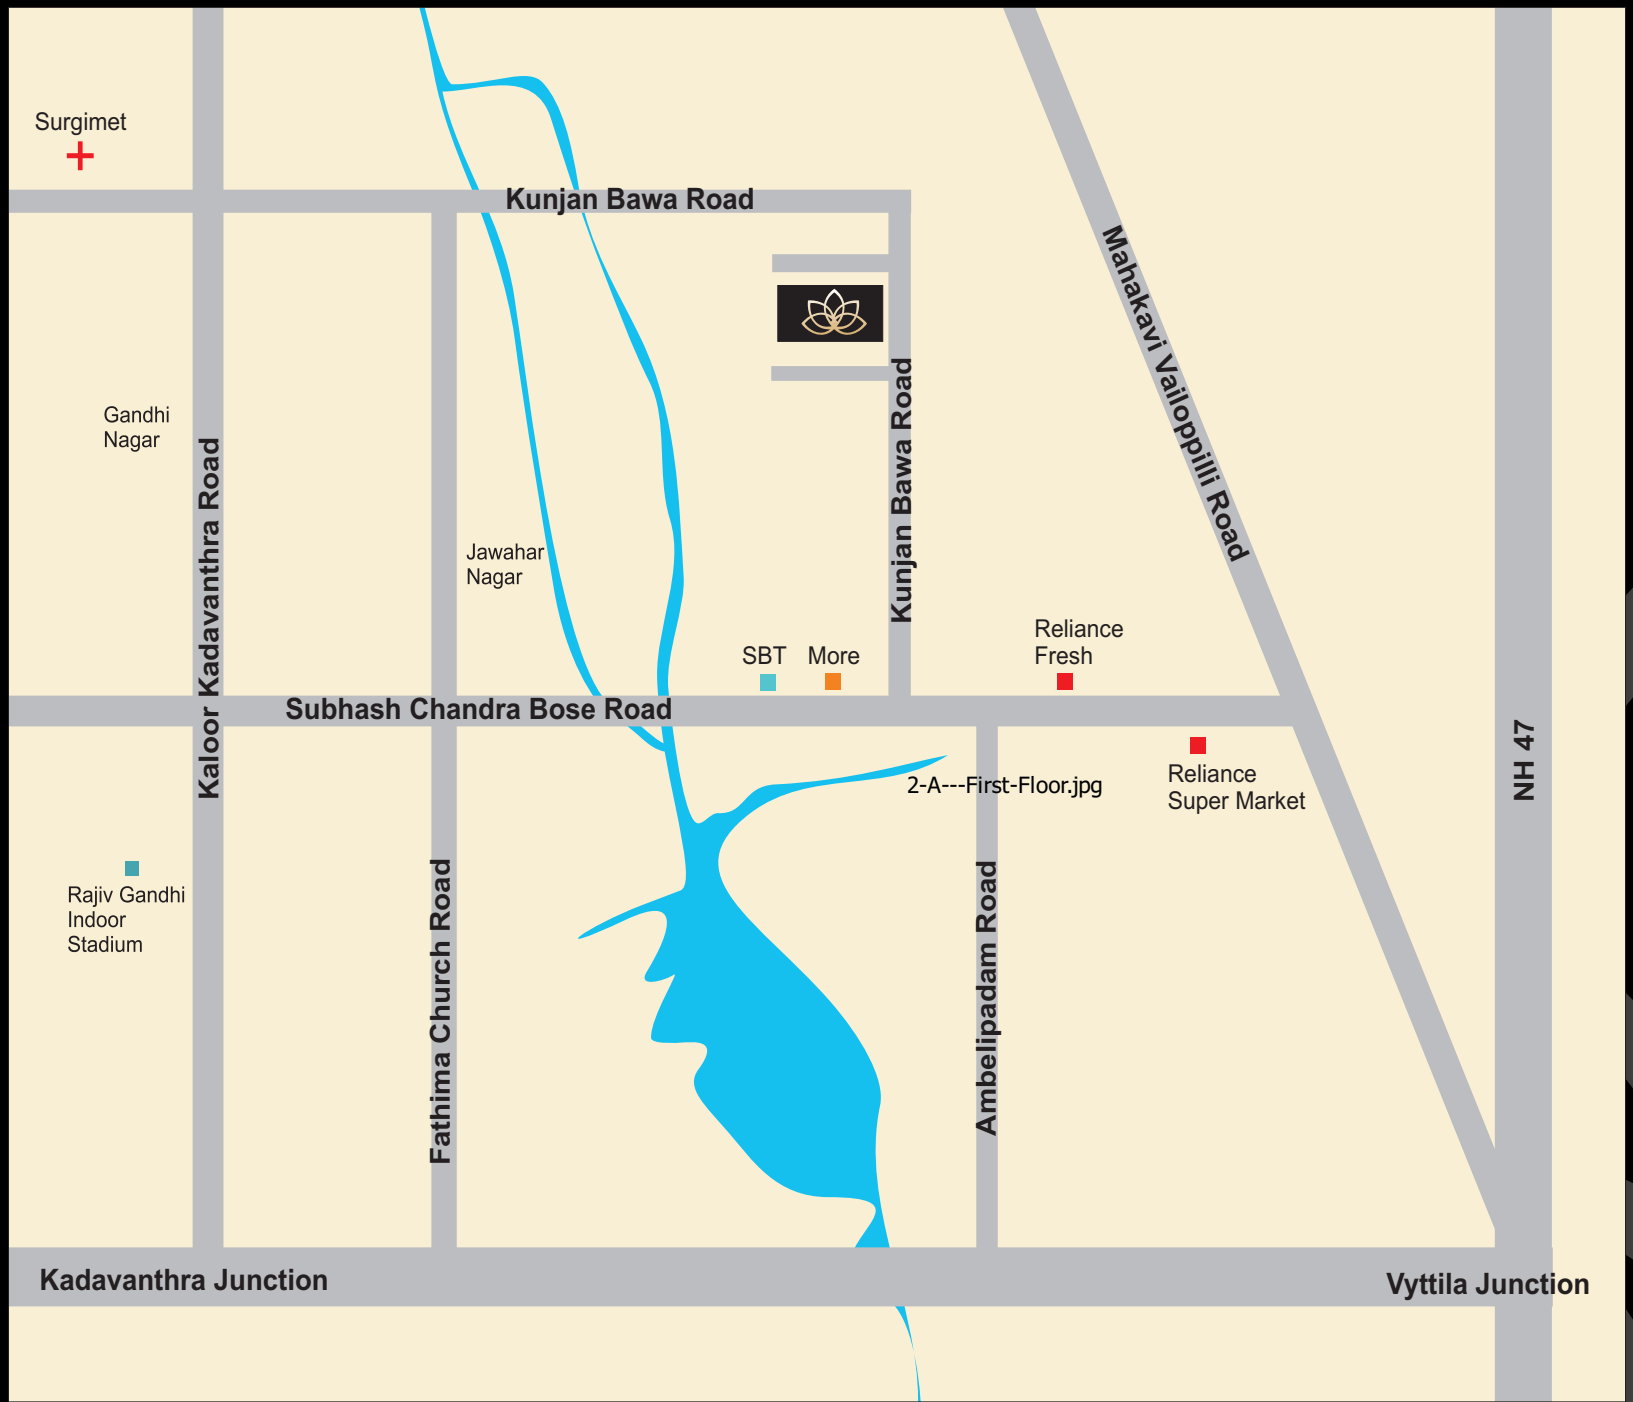 Surgimet
Kunjan Bawa Road
Mahakavi Vailoppilli Road
Gandhi
Nagar
Kaloor Kadavanthra Road
Kunjan Bawa Road
Jawahar
Nagar
SBT
More
Reliance
Fresh
Subhash Chandra Bose Road
NH 47
Reliance
Super Market
2-A---First-Floor.jpg
Rajiv Gandhi
Indoor
Stadium
Fathima Church Road
Ambelipadam Road
Kadavanthra Junction
Vyttila Junction